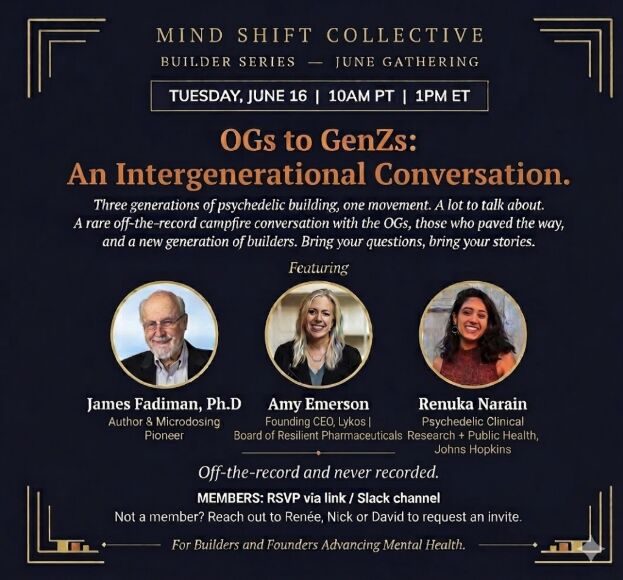 MIND SHIFT COLLECTIVE
BUILDER SERIES — JUNE GATHERING
TUESDAY, JUNE 16 | 10AM PT | 1PM ET
OGs to GenZs:
An Intergenerational Conversation.
Three generations of psychedelic building, one movement. A lot to talk about.
A rare off-the-record campfire conversation with the OGs, those who paved the way,
and a new generation of builders. Bring your questions, bring your stories.
Featuring
James Fadiman, Ph.D
Author & Microdosing
Pioneer
Amy Emerson
Founding CEO, Lykos |
Board of Resilient Pharmaceuticals
Renuka Narain
Psychedelic Clinical
Research + Public Health,
Johns Hopkins
Off-the-record and never recorded.
MEMBERS: RSVP via link / Slack channel
Not a member? Reach out to Renée, Nick or David to request an invite.
For Builders and Founders Advancing Mental Health.